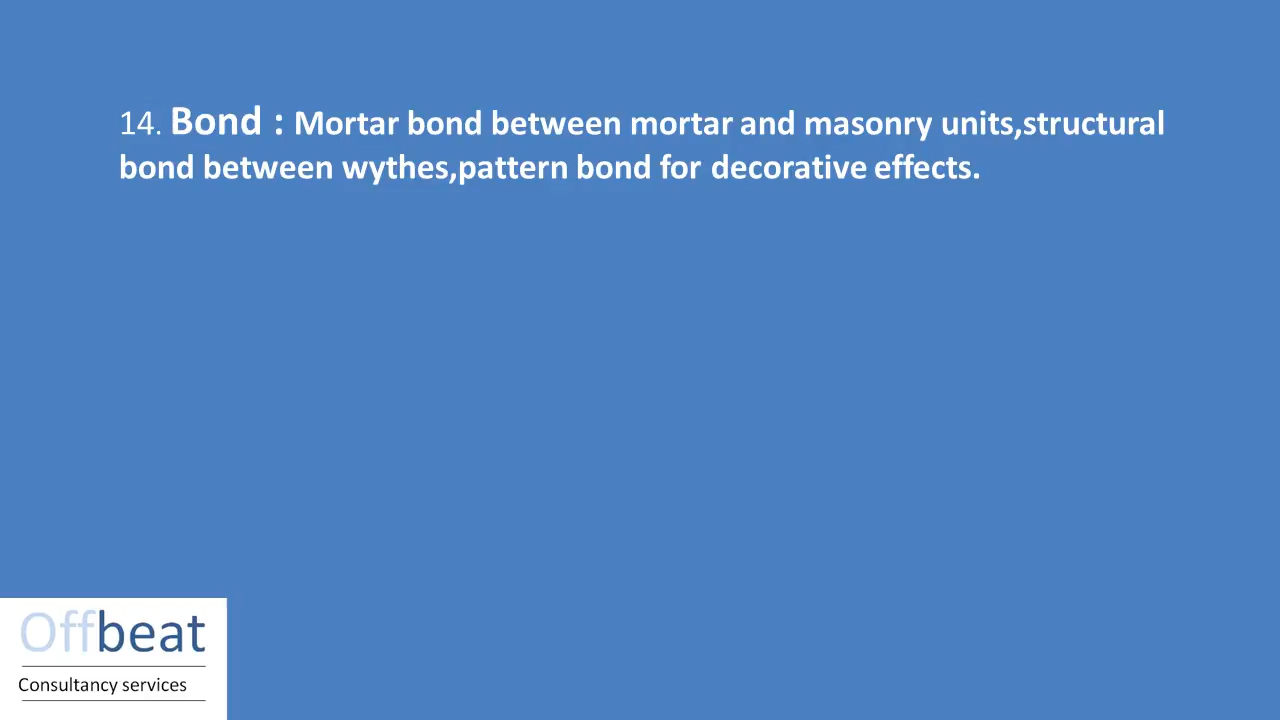 14. Bond : Mortar bond between mortar and masonry units,structural
bond between wythes,pattern bond for decorative effects.
Offbeat
Consultancy services